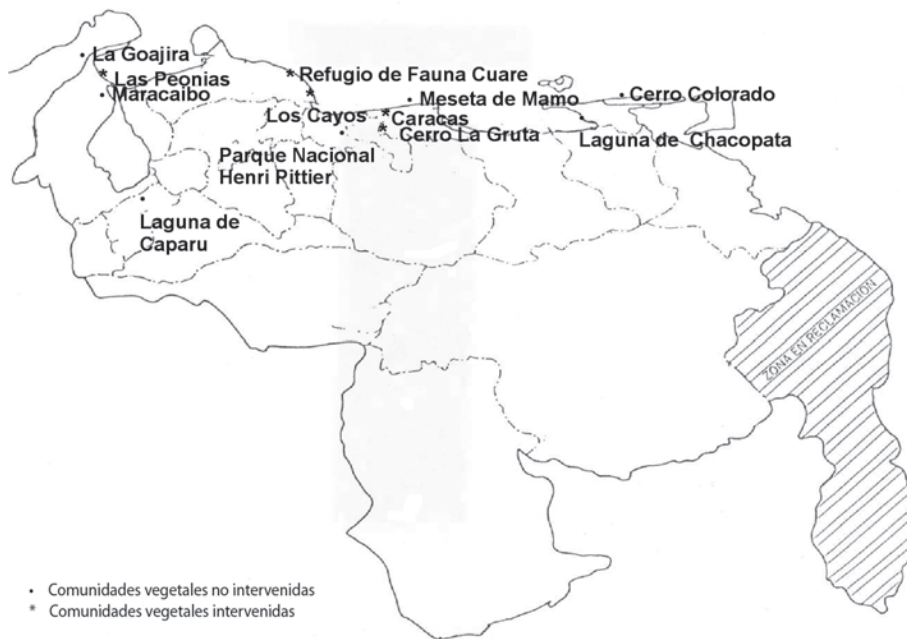 La Goajira
Las Peonias
Maracaibo
Refugio de Fauna Cuare
Meseta de Mamo
Cerro Colorado
Los Cayos
Caracas
Cerro La Gruta
Laguna de Chacopata
Parque Nacional
Henri Pittier
Laguna de
Caparu
ZONA EN RECLAMACION
• Comunidades vegetales no intervenidas
* Comunidades vegetales intervenidas